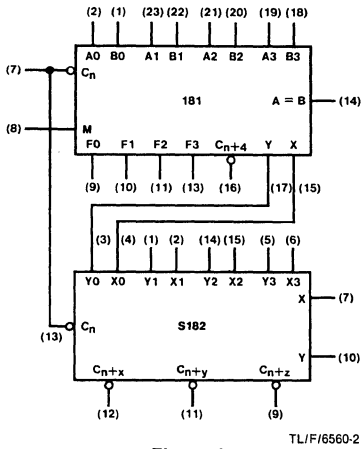 (2) (1) (23) (22) (21) (20) (19) (18)
A0 B0 A1 B1 A2 B2 A3 B3
(7)
Cn
181
A = B
(14)
(8)
M
F0 F1 F2 F3 Cn+4 Y X
(9) (10) (11) (13) (16) (17) (15)
(3) (4) (1) (2) (14) (15) (5) (6)
Y0 X0 Y1 X1 Y2 X2 Y3 X3
X
(7)
(13)
Cn
S182
Y
(10)
Cn+x Cn+y Cn+z
(12) (11) (9)
TL/F/6560-2